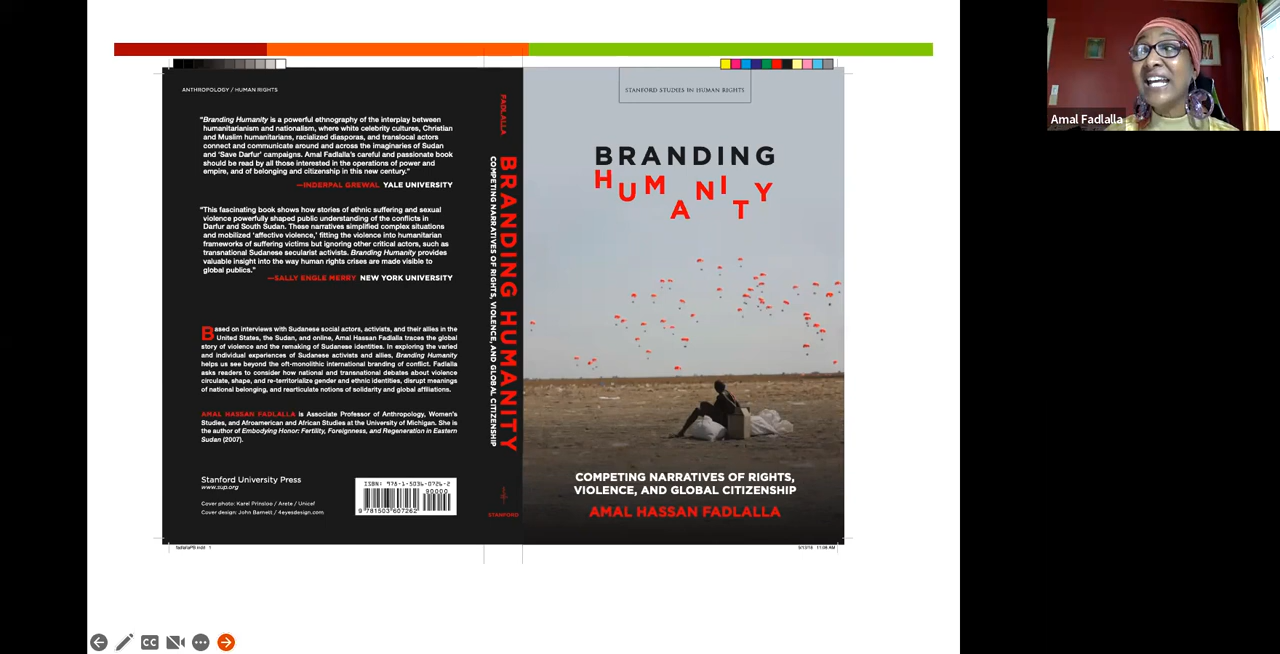 ANTHROPOLOGY / HUMAN RIGHTS
"Branding Humanity is a powerful ethnography of the interplay between
humanitarianism and nationalism, where white celebrity cultures, Christian
and Muslim humanitarians, racialized diasporas, and translocal actors
connect and communicate around and across the imaginaries of Sudan
and 'Save Darfur' campaigns. Amal Fadlalla's careful and passionate book
should be read by all those interested in the operations of power and
empire, and of belonging and citizenship in this new century."
—INDERPAL GREWAL YALE UNIVERSITY
"This fascinating book shows how stories of ethnic suffering and sexual
violence powerfully shaped public understanding of the conflicts in
Darfur and South Sudan. These narratives simplified complex situations
and mobilized 'affective violence,' fitting the violence into humanitarian
frameworks of suffering victims but ignoring other critical actors, such as
transnational Sudanese secularist activists. Branding Humanity provides
valuable insight into the way human rights crises are made visible to
global publics."
—SALLY ENGLE MERRY NEW YORK UNIVERSITY
Based on interviews with Sudanese social actors, activists, and their allies in the
United States, the Sudan, and online, Amal Hassan Fadlalla traces the global
story of violence and the remaking of Sudanese identities. In exploring the varied
and individual experiences of Sudanese activists and allies, Branding Humanity
helps us see beyond the oft-monolithic international branding of conflict. Fadlalla
asks readers to consider how national and transnational debates about violence
circulate, shape, and re-territorialize gender and ethnic identities, disrupt meanings
of national belonging, and rearticulate notions of solidarity and global affiliations.
AMAL HASSAN FADLALLA is Associate Professor of Anthropology, Women's
Studies, and Afroamerican and African Studies at the University of Michigan. She is
the author of Embodying Honor: Fertility, Foreignness, and Regeneration in Eastern
Sudan (2007).
Stanford University Press
www.sup.org
Cover photo: Karel Prinsloo / Arete / Unicef
Cover design: John Barnett / 4eyesdesign.com
ISBN: 978-1-5036-0726-2
90000
9 781503 607262
FADLALLA
BRANDING HUMANITY
COMPETING NARRATIVES OF RIGHTS, VIOLENCE, AND GLOBAL CITIZENSHIP
STANFORD
STANFORD STUDIES IN HUMAN RIGHTS
BRANDING
HUMANITY
COMPETING NARRATIVES OF RIGHTS,
VIOLENCE, AND GLOBAL CITIZENSHIP
AMAL HASSAN FADLALLA
fadlallaPB.indd 1
11:08 AM
Amal Fadlalla
CC